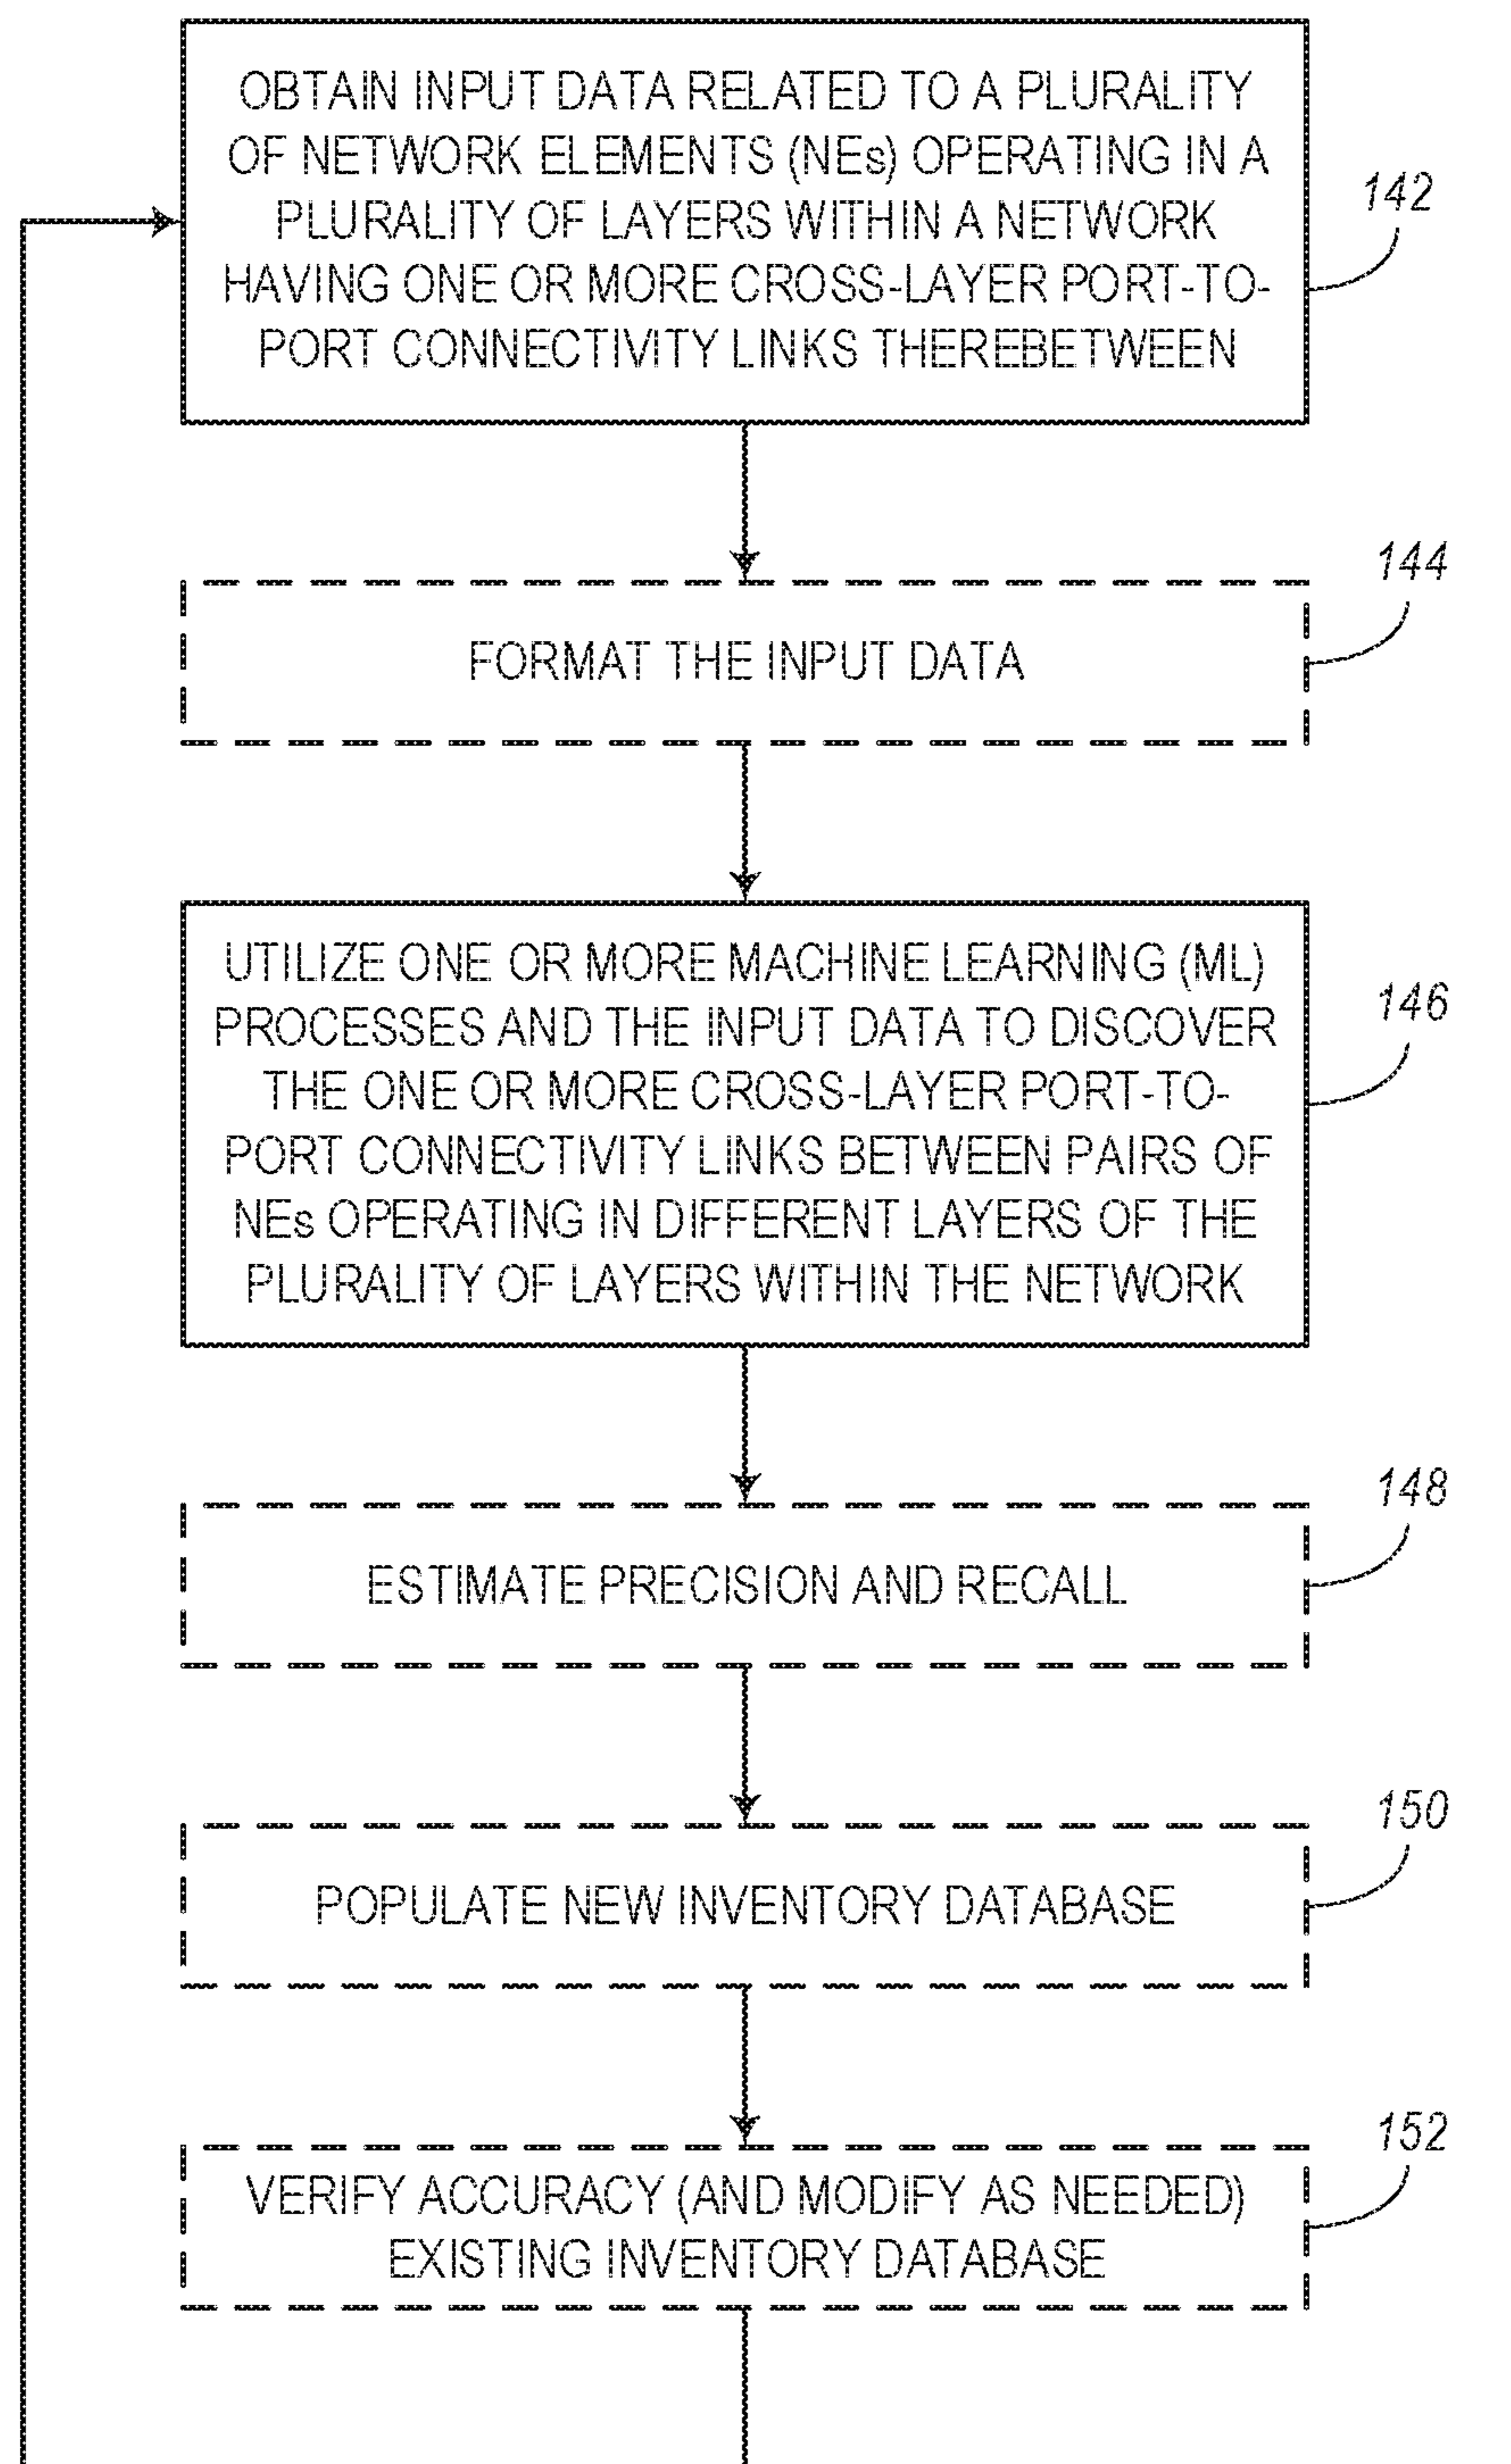 OBTAIN INPUT DATA RELATED TO A PLURALITY
OF NETWORK ELEMENTS (NEs) OPERATING IN A
PLURALITY OF LAYERS WITHIN A NETWORK
HAVING ONE OR MORE CROSS-LAYER PORT-TO-
PORT CONNECTIVITY LINKS THEREBETWEEN
142
144
FORMAT THE INPUT DATA
UTILIZE ONE OR MORE MACHINE LEARNING (ML)
PROCESSES AND THE INPUT DATA TO DISCOVER
THE ONE OR MORE CROSS-LAYER PORT-TO-
PORT CONNECTIVITY LINKS BETWEEN PAIRS OF
NEs OPERATING IN DIFFERENT LAYERS OF THE
PLURALITY OF LAYERS WITHIN THE NETWORK
146
148
ESTIMATE PRECISION AND RECALL
150
POPULATE NEW INVENTORY DATABASE
152
VERIFY ACCURACY (AND MODIFY AS NEEDED)
EXISTING INVENTORY DATABASE